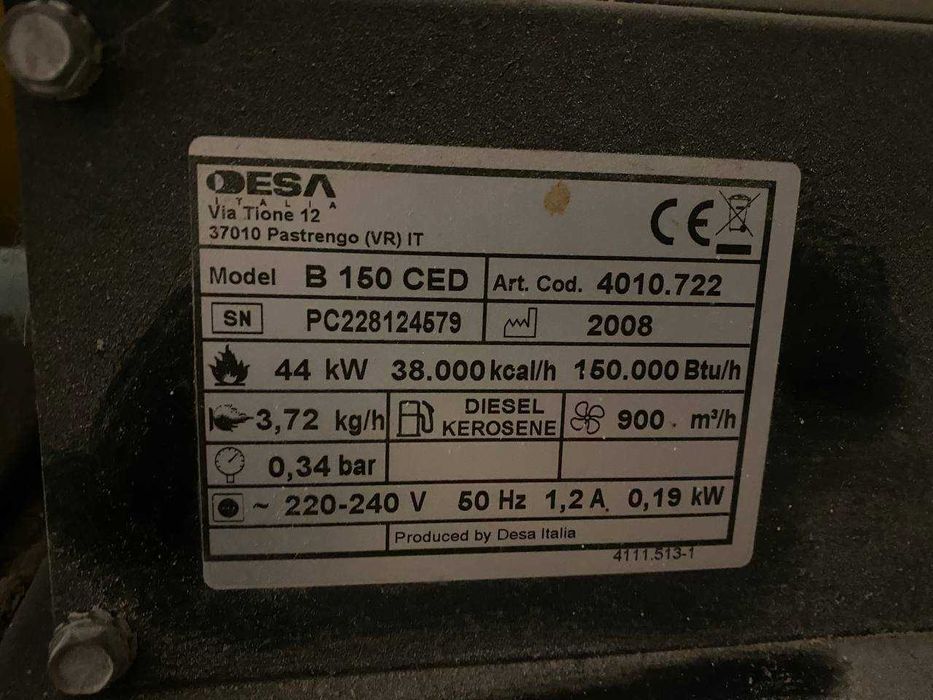 DESA
ITALIA
Via Tione 12
37010 Pastrengo (VR) IT
CE
Model B 150 CED Art. Cod. 4010.722
SN PC228124579 2008
44 kW 38.000 kcal/h 150.000 Btu/h
3,72 kg/h DIESEL KEROSENE 900 m³/h
0,34 bar
~ 220-240 V 50 Hz 1,2 A 0,19 kW
Produced by Desa Italia
4111.513-1